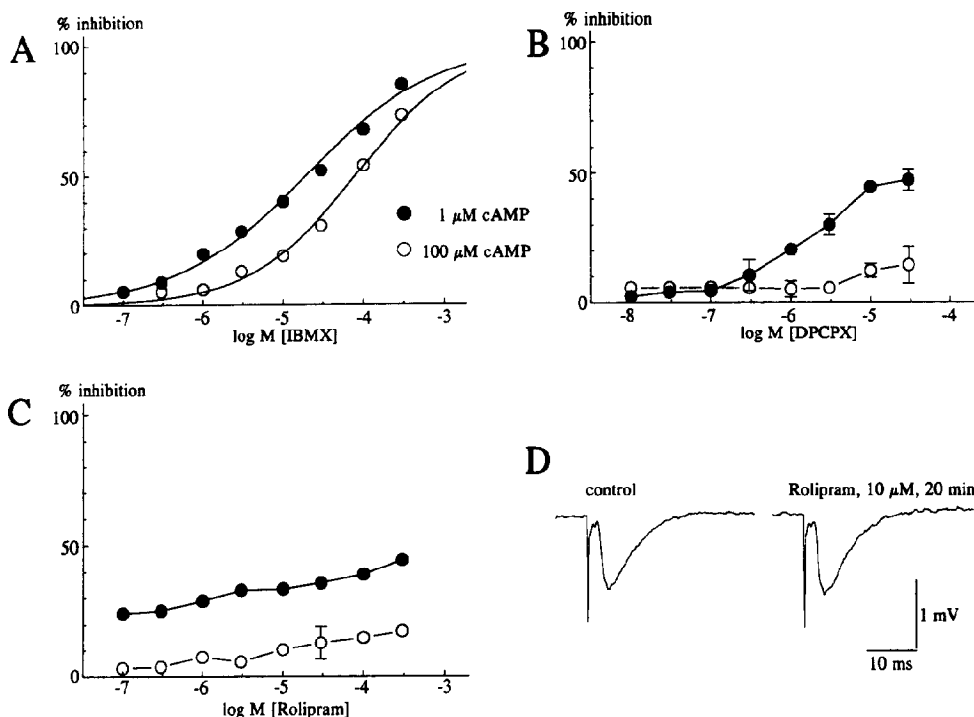 A
% inhibition
100
50
0
-7 -6 -5 -4 -3
log M [IBMX]
1 μM cAMP
100 μM cAMP
B
% inhibition
100
50
0
-8 -7 -6 -5 -4
log M [DPCPX]
C
% inhibition
100
50
0
-7 -6 -5 -4 -3
log M [Rolipram]
D
control
Rolipram, 10 μM, 20 min
1 mV
10 ms